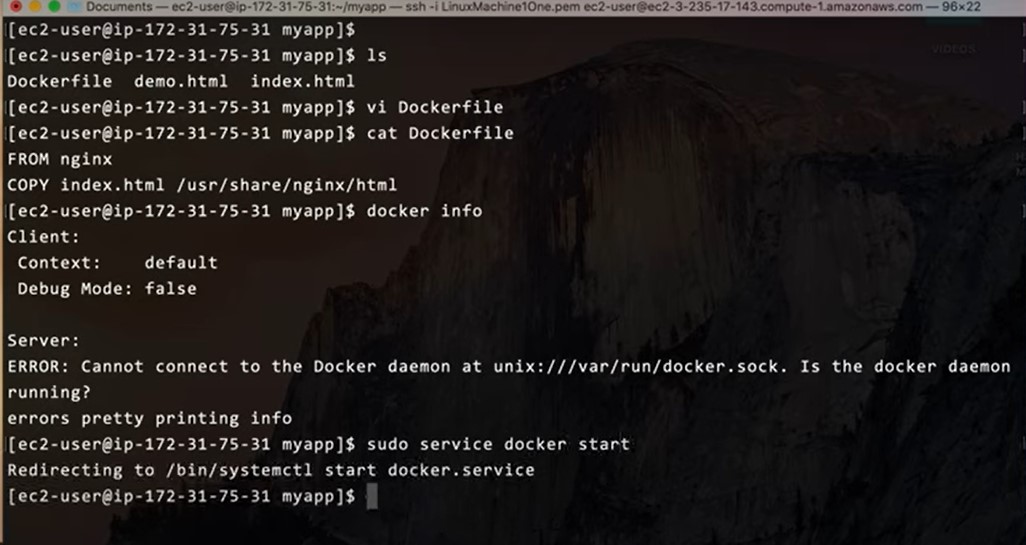 Documents — ec2-user@ip-172-31-75-31:~/myapp — ssh -i LinuxMachine1One.pem ec2-user@ec2-3-235-17-143.compute-1.amazonaws.com — 96×22
[ec2-user@ip-172-31-75-31 myapp]$
VIDEOS
[ec2-user@ip-172-31-75-31 myapp]$ ls
Dockerfile  demo.html  index.html
[ec2-user@ip-172-31-75-31 myapp]$ vi Dockerfile
[ec2-user@ip-172-31-75-31 myapp]$ cat Dockerfile
FROM nginx
COPY index.html /usr/share/nginx/html
[ec2-user@ip-172-31-75-31 myapp]$ docker info
Client:
 Context:    default
 Debug Mode: false
Server:
ERROR: Cannot connect to the Docker daemon at unix:///var/run/docker.sock. Is the docker daemon
running?
errors pretty printing info
[ec2-user@ip-172-31-75-31 myapp]$ sudo service docker start
Redirecting to /bin/systemctl start docker.service
[ec2-user@ip-172-31-75-31 myapp]$